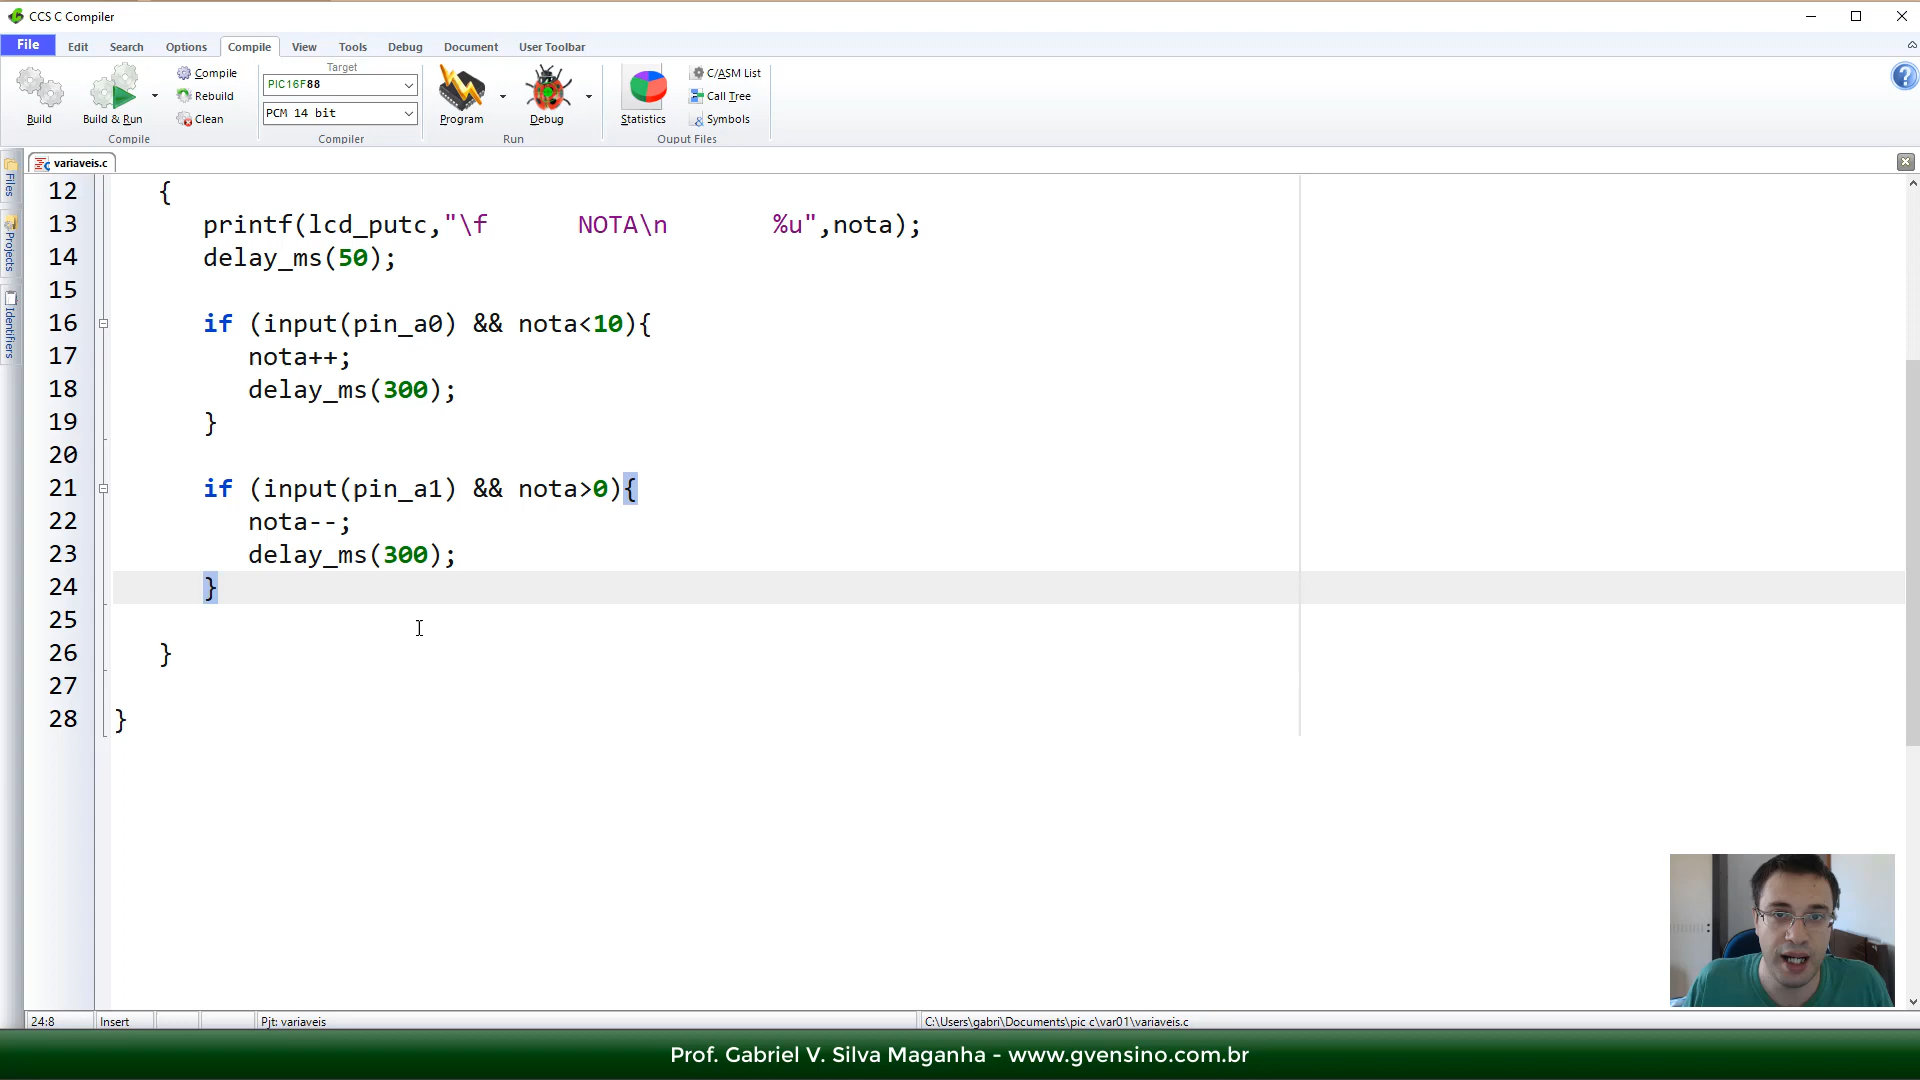 CCS C Compiler
File Edit Search Options Compile View Tools Debug Document User Toolbar
Build
Build & Run
Compile
Rebuild
Clean
Compile
Target
PIC16F88
PCM 14 bit
Compiler
Program
Debug
Run
Statistics
C/ASM List
Call Tree
Symbols
Ouput Files
variaveis.c
Files
Projects
Identifiers
12 {
13 printf(lcd_putc,"\f      NOTA\n       %u",nota);
14 delay_ms(50);
15
16 if (input(pin_a0) && nota<10){
17 nota++;
18 delay_ms(300);
19 }
20
21 if (input(pin_a1) && nota>0){
22 nota--;
23 delay_ms(300);
24 }
25
26 }
27
28 }
24:8 Insert Pjt: variaveis C:\Users\gabri\Documents\pic c\var01\variaveis.c
Prof. Gabriel V. Silva Maganha - www.gvensino.com.br